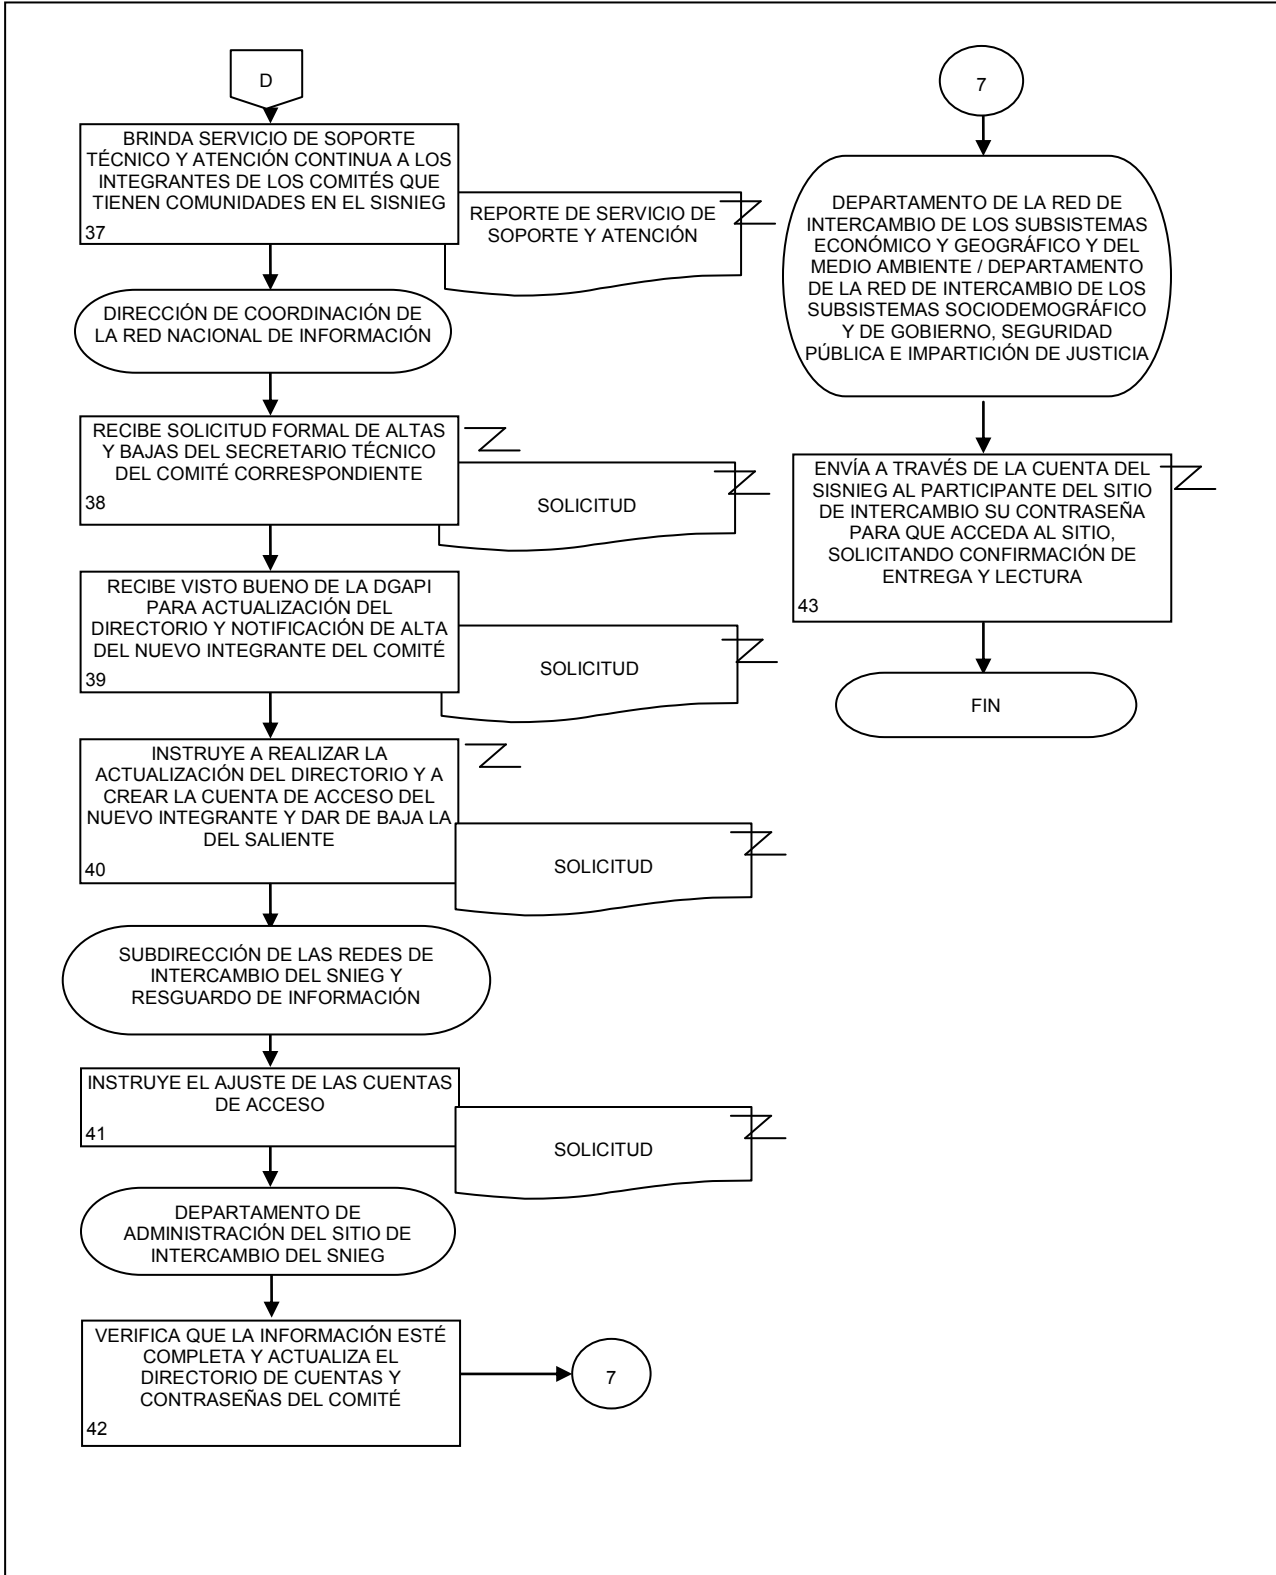 D
BRINDA SERVICIO DE SOPORTE
TÉCNICO Y ATENCIÓN CONTINUA A LOS
INTEGRANTES DE LOS COMITÉS QUE
TIENEN COMUNIDADES EN EL SISNIEG
37
REPORTE DE SERVICIO DE
SOPORTE Y ATENCIÓN
DIRECCIÓN DE COORDINACIÓN DE
LA RED NACIONAL DE INFORMACIÓN
RECIBE SOLICITUD FORMAL DE ALTAS
Y BAJAS DEL SECRETARIO TÉCNICO
DEL COMITÉ CORRESPONDIENTE
38
SOLICITUD
RECIBE VISTO BUENO DE LA DGAPI
PARA ACTUALIZACIÓN DEL
DIRECTORIO Y NOTIFICACIÓN DE ALTA
DEL NUEVO INTEGRANTE DEL COMITÉ
39
SOLICITUD
INSTRUYE A REALIZAR LA
ACTUALIZACIÓN DEL DIRECTORIO Y A
CREAR LA CUENTA DE ACCESO DEL
NUEVO INTEGRANTE Y DAR DE BAJA LA
DEL SALIENTE
40
SOLICITUD
SUBDIRECCIÓN DE LAS REDES DE
INTERCAMBIO DEL SNIEG Y
RESGUARDO DE INFORMACIÓN
INSTRUYE EL AJUSTE DE LAS CUENTAS
DE ACCESO
41
SOLICITUD
DEPARTAMENTO DE
ADMINISTRACIÓN DEL SITIO DE
INTERCAMBIO DEL SNIEG
VERIFICA QUE LA INFORMACIÓN ESTÉ
COMPLETA Y ACTUALIZA EL
DIRECTORIO DE CUENTAS Y
CONTRASEÑAS DEL COMITÉ
42
7
7
DEPARTAMENTO DE LA RED DE
INTERCAMBIO DE LOS SUBSISTEMAS
ECONÓMICO Y GEOGRÁFICO Y DEL
MEDIO AMBIENTE / DEPARTAMENTO
DE LA RED DE INTERCAMBIO DE LOS
SUBSISTEMAS SOCIODEMOGRÁFICO
Y DE GOBIERNO, SEGURIDAD
PÚBLICA E IMPARTICIÓN DE JUSTICIA
ENVÍA A TRAVÉS DE LA CUENTA DEL
SISNIEG AL PARTICIPANTE DEL SITIO
DE INTERCAMBIO SU CONTRASEÑA
PARA QUE ACCEDA AL SITIO,
SOLICITANDO CONFIRMACIÓN DE
ENTREGA Y LECTURA
43
FIN